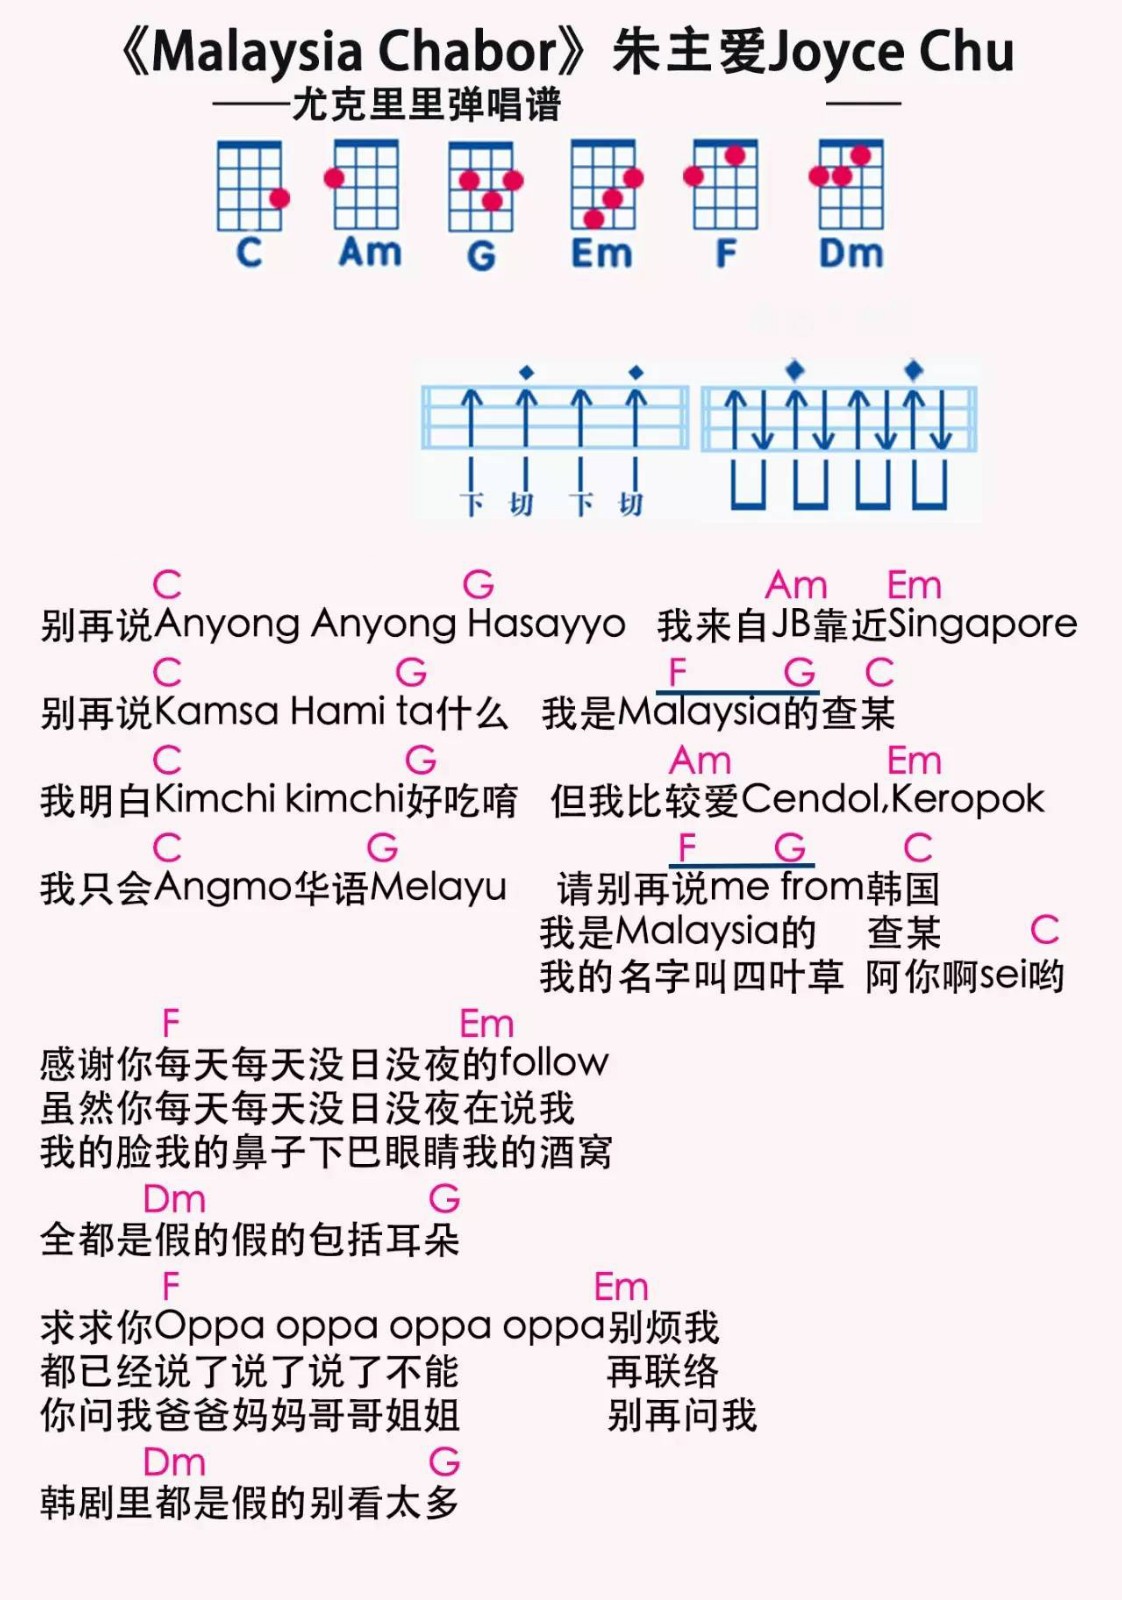 《Malaysia Chabor》朱主爱Joyce Chu
——尤克里里弹唱谱 ——
C Am G Em F Dm
下 切 下 切
C G Am Em
别再说Anyong Anyong Hasayyo 我来自JB靠近Singapore
C G F G C
别再说Kamsa Hami ta什么 我是Malaysia的查某
C G Am Em
我明白Kimchi kimchi好吃唷 但我比较爱Cendol,Keropok
C G F G C
我只会Angmo华语Melayu 请别再说me from韩国
我是Malaysia的 查某 C
我的名字叫四叶草 阿你啊sei哟
F Em
感谢你每天每天没日没夜的follow
虽然你每天每天没日没夜在说我
我的脸我的鼻子下巴眼睛我的酒窝
Dm G
全都是假的假的包括耳朵
F Em
求求你Oppa oppa oppa oppa别烦我
都已经说了说了说了不能 再联络
你问我爸爸妈妈哥哥姐姐 别再问我
Dm G
韩剧里都是假的别看太多